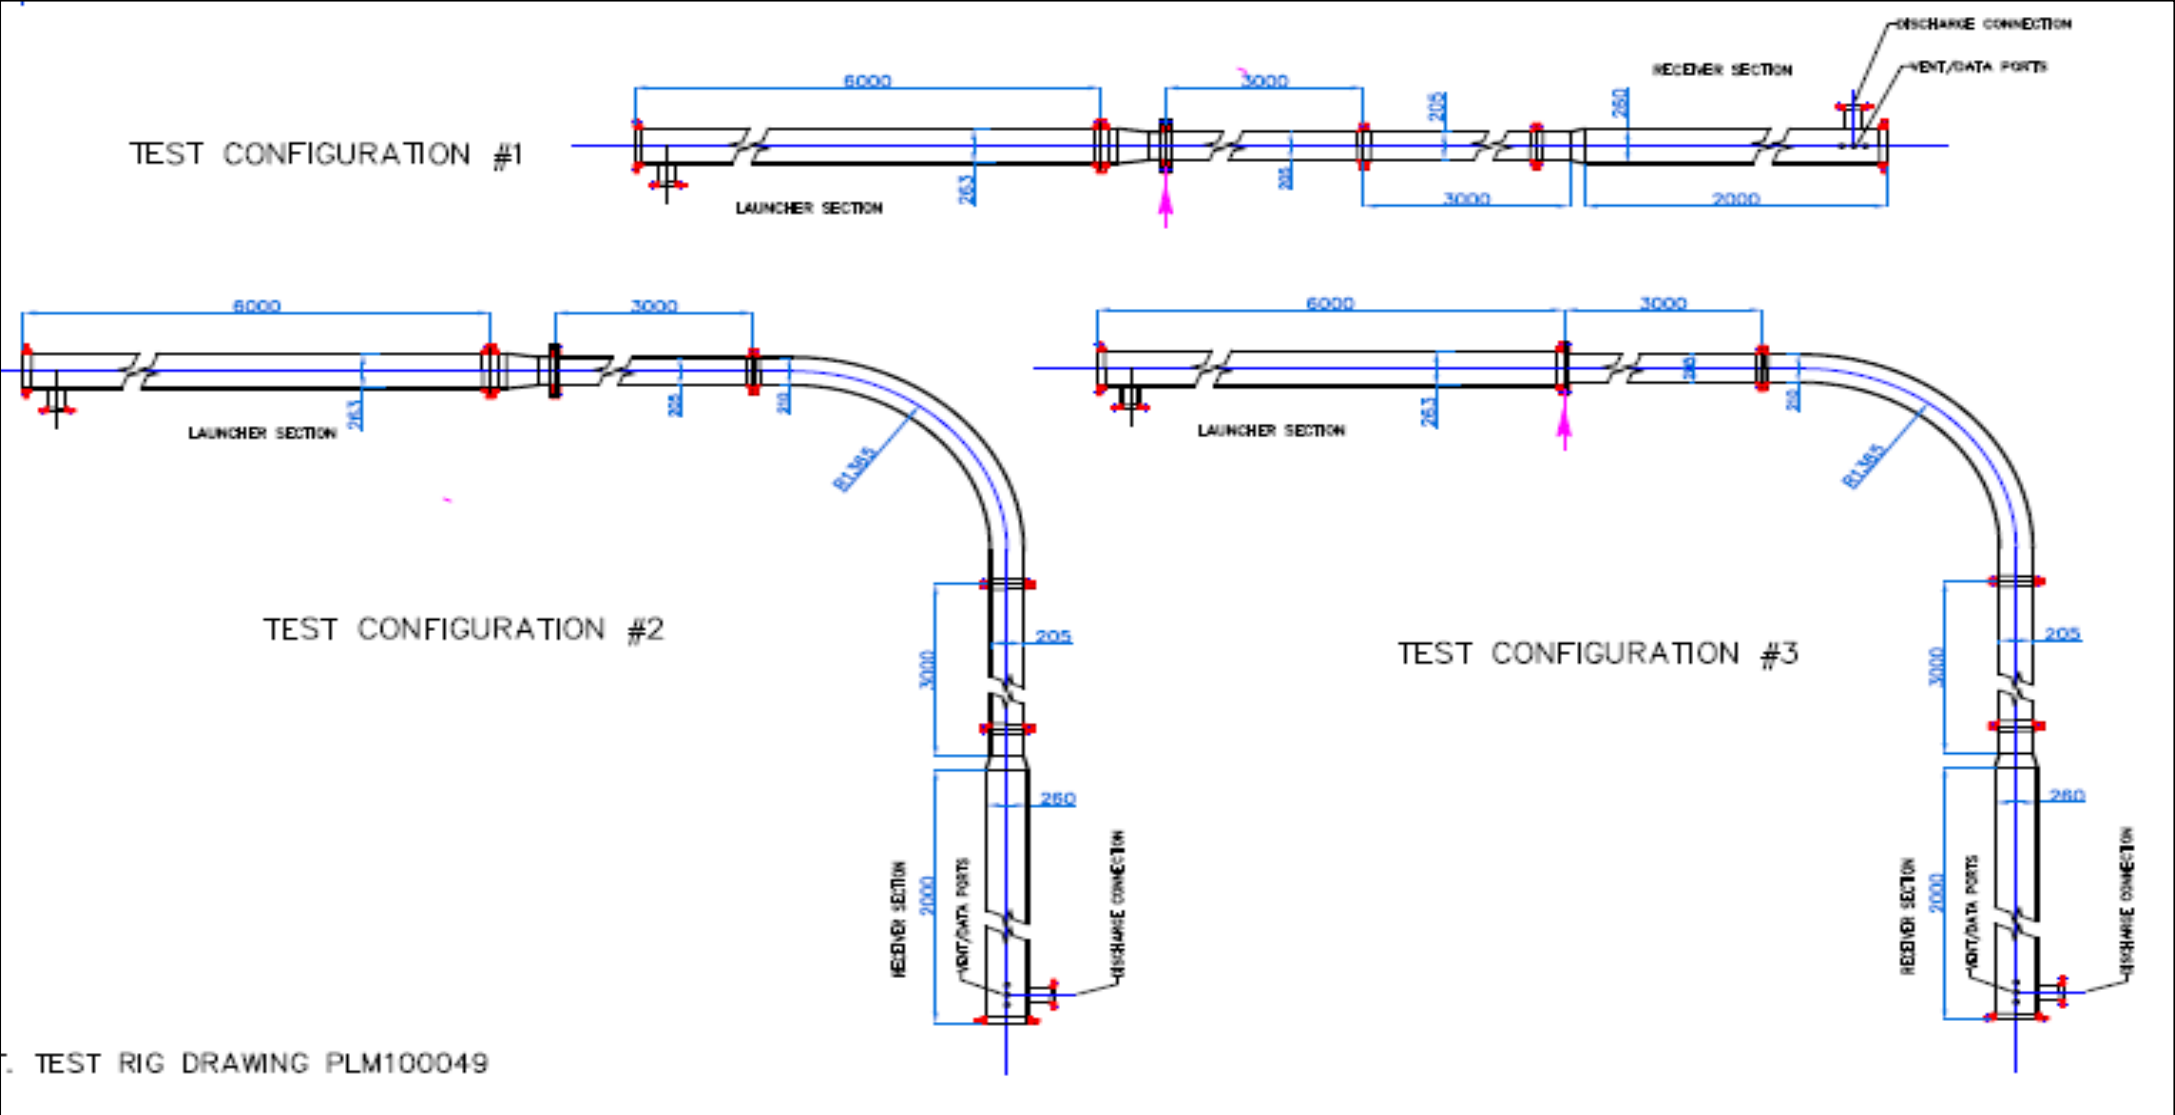 DISCHARGE CONNECTION
RECEIVER SECTION
VENT/DATA PORTS
6000
3000
205
260
TEST CONFIGURATION #1
263
205
3000
2000
LAUNCHER SECTION
6000
3000
263
205
210
LAUNCHER SECTION
R1385
TEST CONFIGURATION #2
205
3000
260
2000
RECEIVER SECTION
VENT/DATA PORTS
DISCHARGE CONNECTION
6000
3000
263
210
LAUNCHER SECTION
R1385
TEST CONFIGURATION #3
205
3000
260
2000
RECEIVER SECTION
VENT/DATA PORTS
DISCHARGE CONNECTION
TEST RIG DRAWING PLM100049